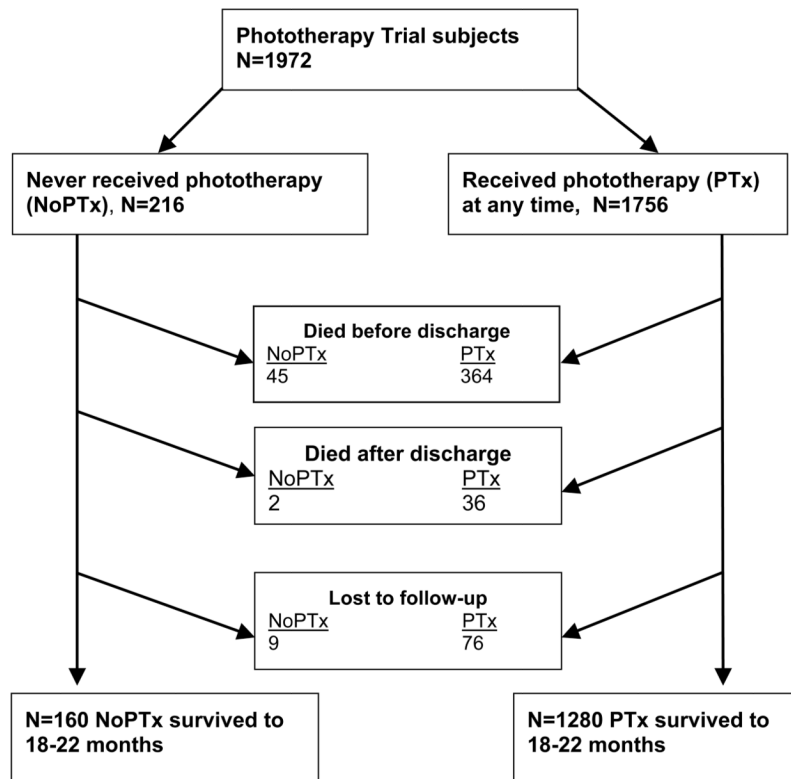 Phototherapy Trial subjects
N=1972
Never received phototherapy
(NoPTx), N=216
Received phototherapy (PTx)
at any time, N=1756
Died before discharge
NoPTx PTx
45 364
Died after discharge
NoPTx PTx
2 36
Lost to follow-up
NoPTx PTx
9 76
N=160 NoPTx survived to
18-22 months
N=1280 PTx survived to
18-22 months